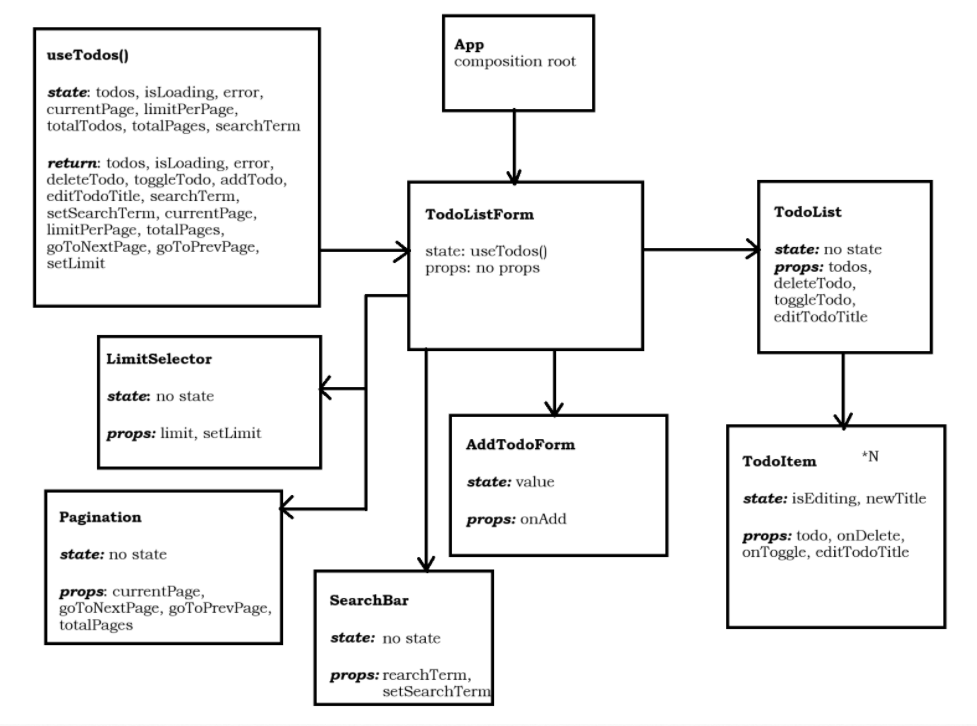 useTodos()
state: todos, isLoading, error,
currentPage, limitPerPage,
totalTodos, totalPages, searchTerm
return: todos, isLoading, error,
deleteTodo, toggleTodo, addTodo,
editTodoTitle, searchTerm,
setSearchTerm, currentPage,
limitPerPage, totalPages,
goToNextPage, goToPrevPage,
setLimit
App
composition root
TodoListForm
state: useTodos()
props: no props
TodoList
state: no state
props: todos,
deleteTodo,
toggleTodo,
editTodoTitle
LimitSelector
state: no state
props: limit, setLimit
AddTodoForm
state: value
props: onAdd
TodoItem *N
state: isEditing, newTitle
props: todo, onDelete,
onToggle, editTodoTitle
Pagination
state: no state
props: currentPage,
goToNextPage, goToPrevPage,
totalPages
SearchBar
state: no state
props: rearchTerm,
setSearchTerm